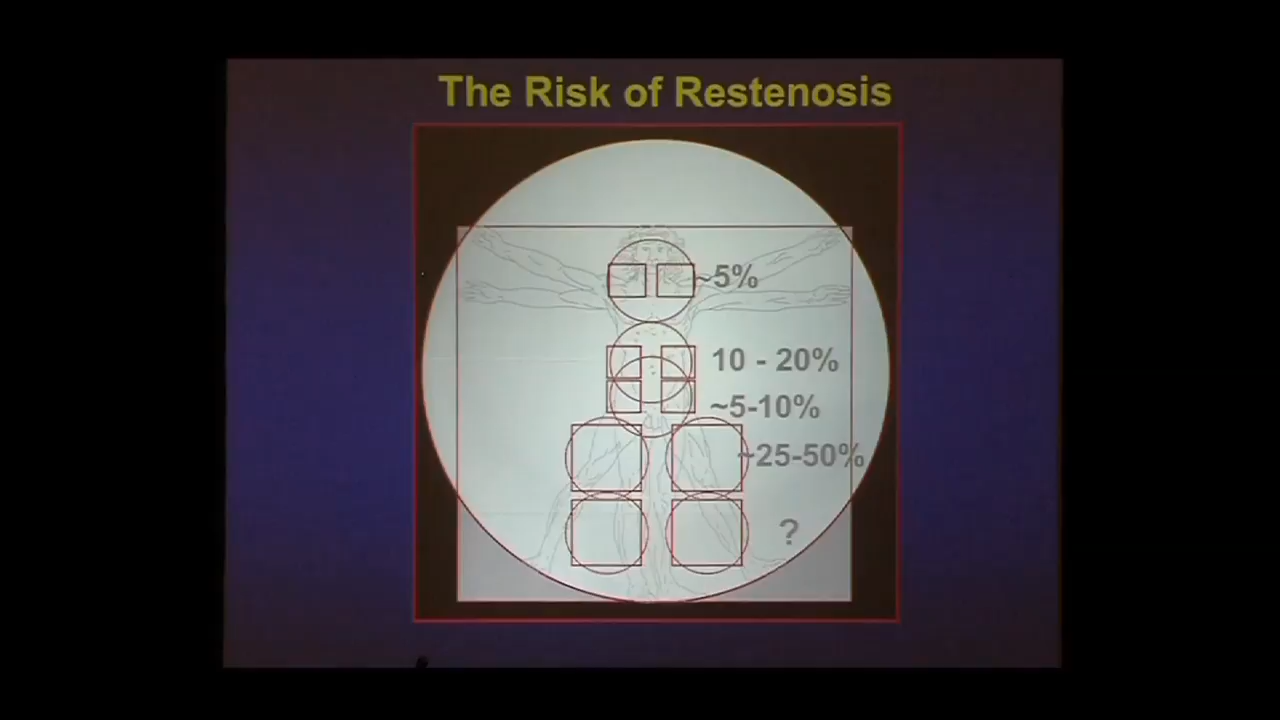 The Risk of Restenosis
~5%
10 - 20%
~5-10%
~25-50%
?